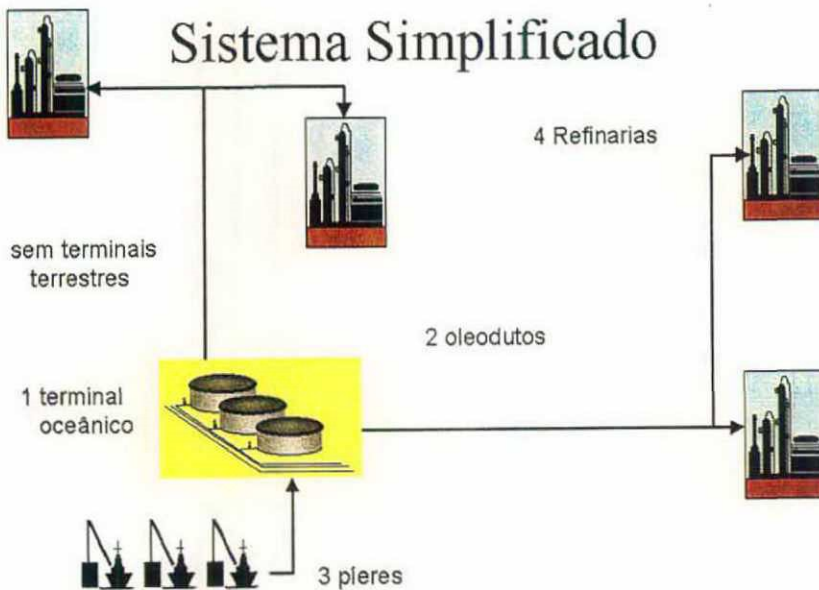 Sistema Simplificado
4 Refinarias
sem terminais
terrestres
2 oleodutos
1 terminal
oceânico
3 píeres